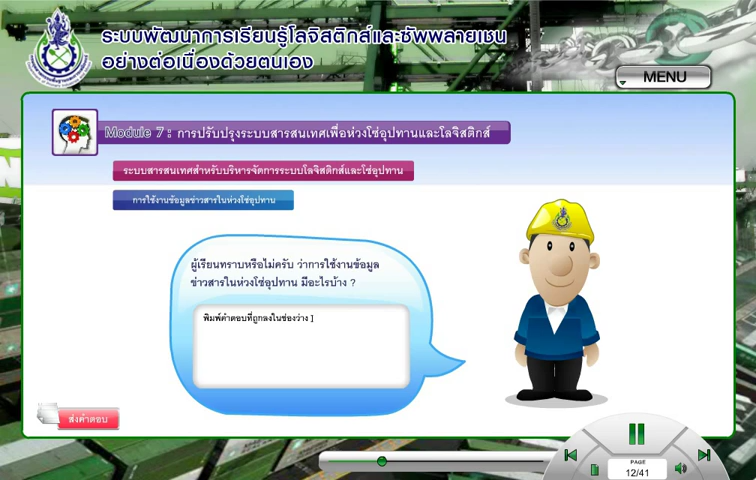 ระบบพัฒนาการเรียนรู้โลจิสติกส์และซัพพลายเชน
อย่างต่อเนื่องด้วยตนเอง
MENU
Module 7 : การปรับปรุงระบบสารสนเทศเพื่อห่วงโซ่อุปทานและโลจิสติกส์
ระบบสารสนเทศสำหรับบริหารจัดการระบบโลจิสติกส์และโซ่อุปทาน
การใช้งานข้อมูลข่าวสารในห่วงโซ่อุปทาน
ผู้เรียนทราบหรือไม่ครับ ว่าการใช้งานข้อมูล
ข่าวสารในห่วงโซ่อุปทาน มีอะไรบ้าง ?
พิมพ์คำตอบที่ถูกลงในช่องว่าง ]
ส่งคำตอบ
PAGE
12/41